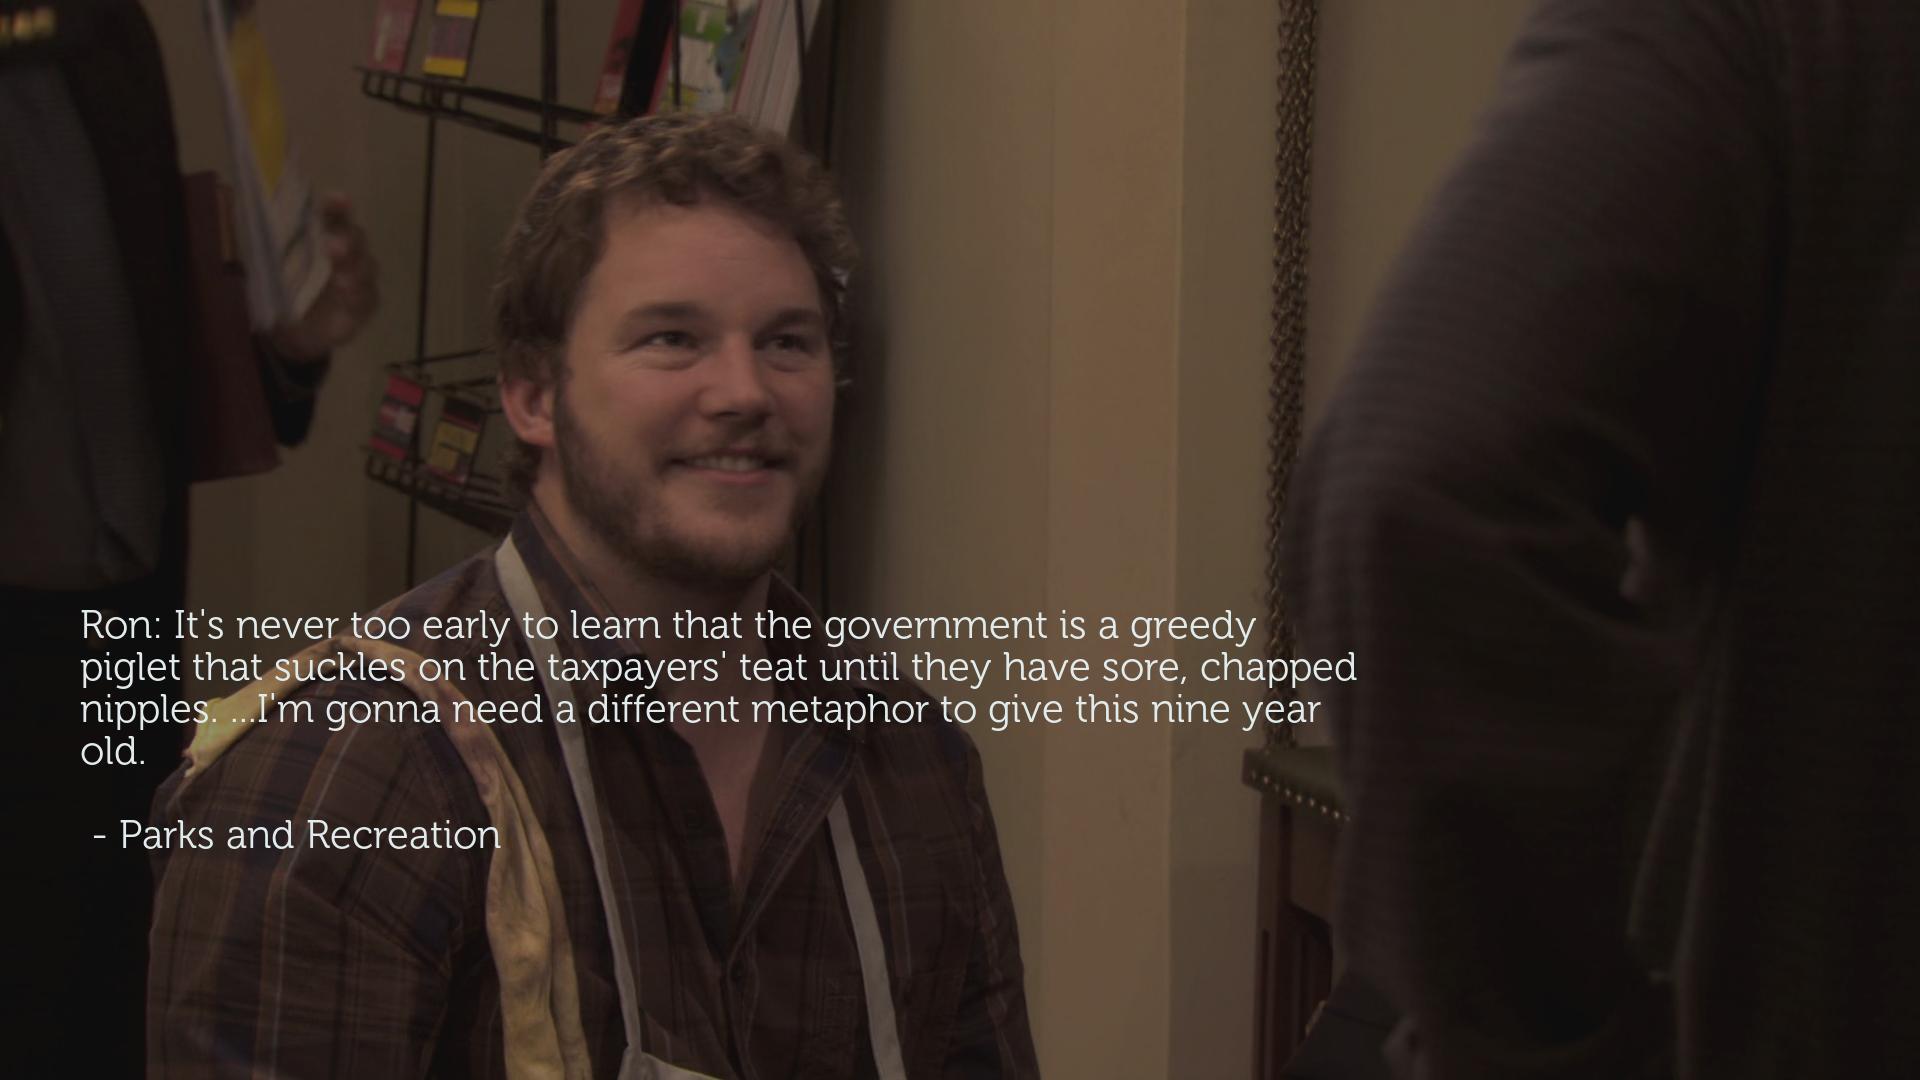 Ron: It's never too early to learn that the government is a greedy
piglet that suckles on the taxpayers' teat until they have sore, chapped
nipples. ...I'm gonna need a different metaphor to give this nine year
old.
- Parks and Recreation